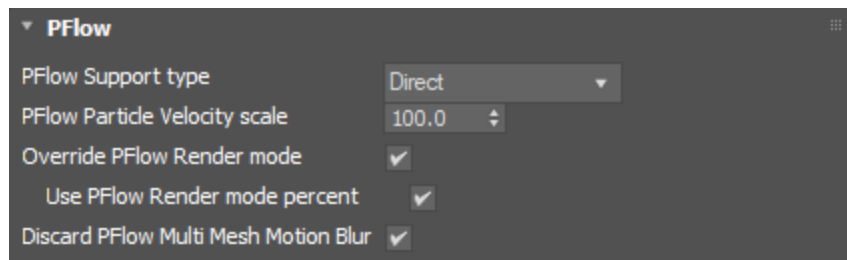 PFlow
PFlow Support type Direct
PFlow Particle Velocity scale 100.0
Override PFlow Render mode
Use PFlow Render mode percent
Discard PFlow Multi Mesh Motion Blur